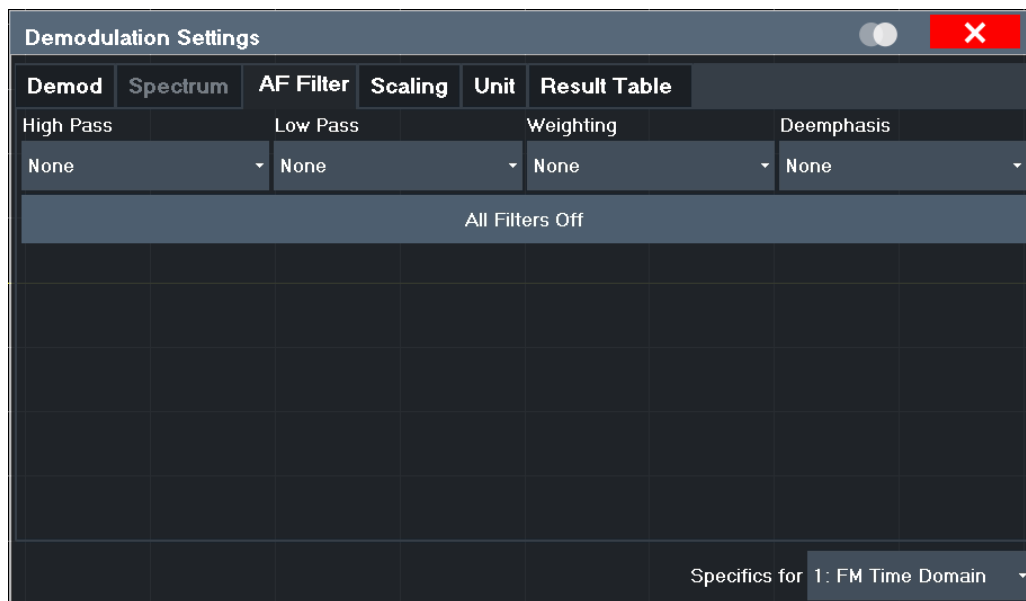 Demodulation Settings
Demod Spectrum AF Filter Scaling Unit Result Table
High Pass Low Pass Weighting Deemphasis
None None None None
All Filters Off
Specifics for 1: FM Time Domain